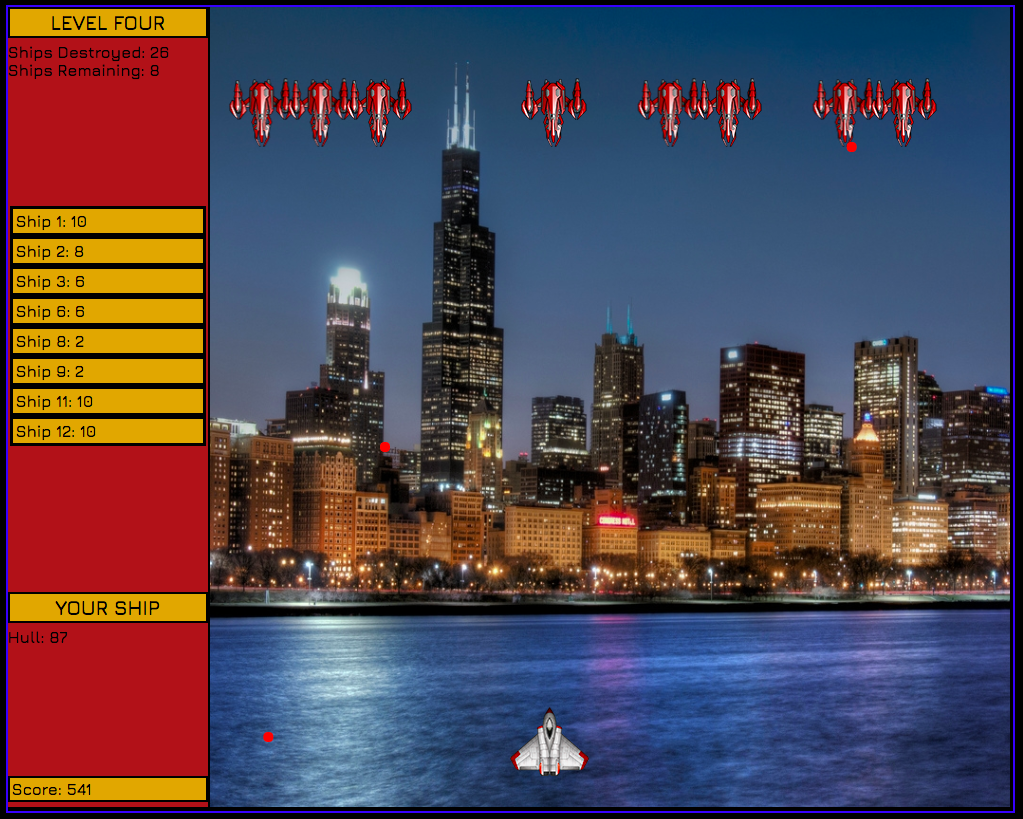 LEVEL FOUR
Ships Destroyed: 26
Ships Remaining: 8
Ship 1: 10
Ship 2: 8
Ship 3: 6
Ship 6: 6
Ship 8: 2
Ship 9: 2
Ship 11: 10
Ship 12: 10
YOUR SHIP
Hull: 87
Score: 541